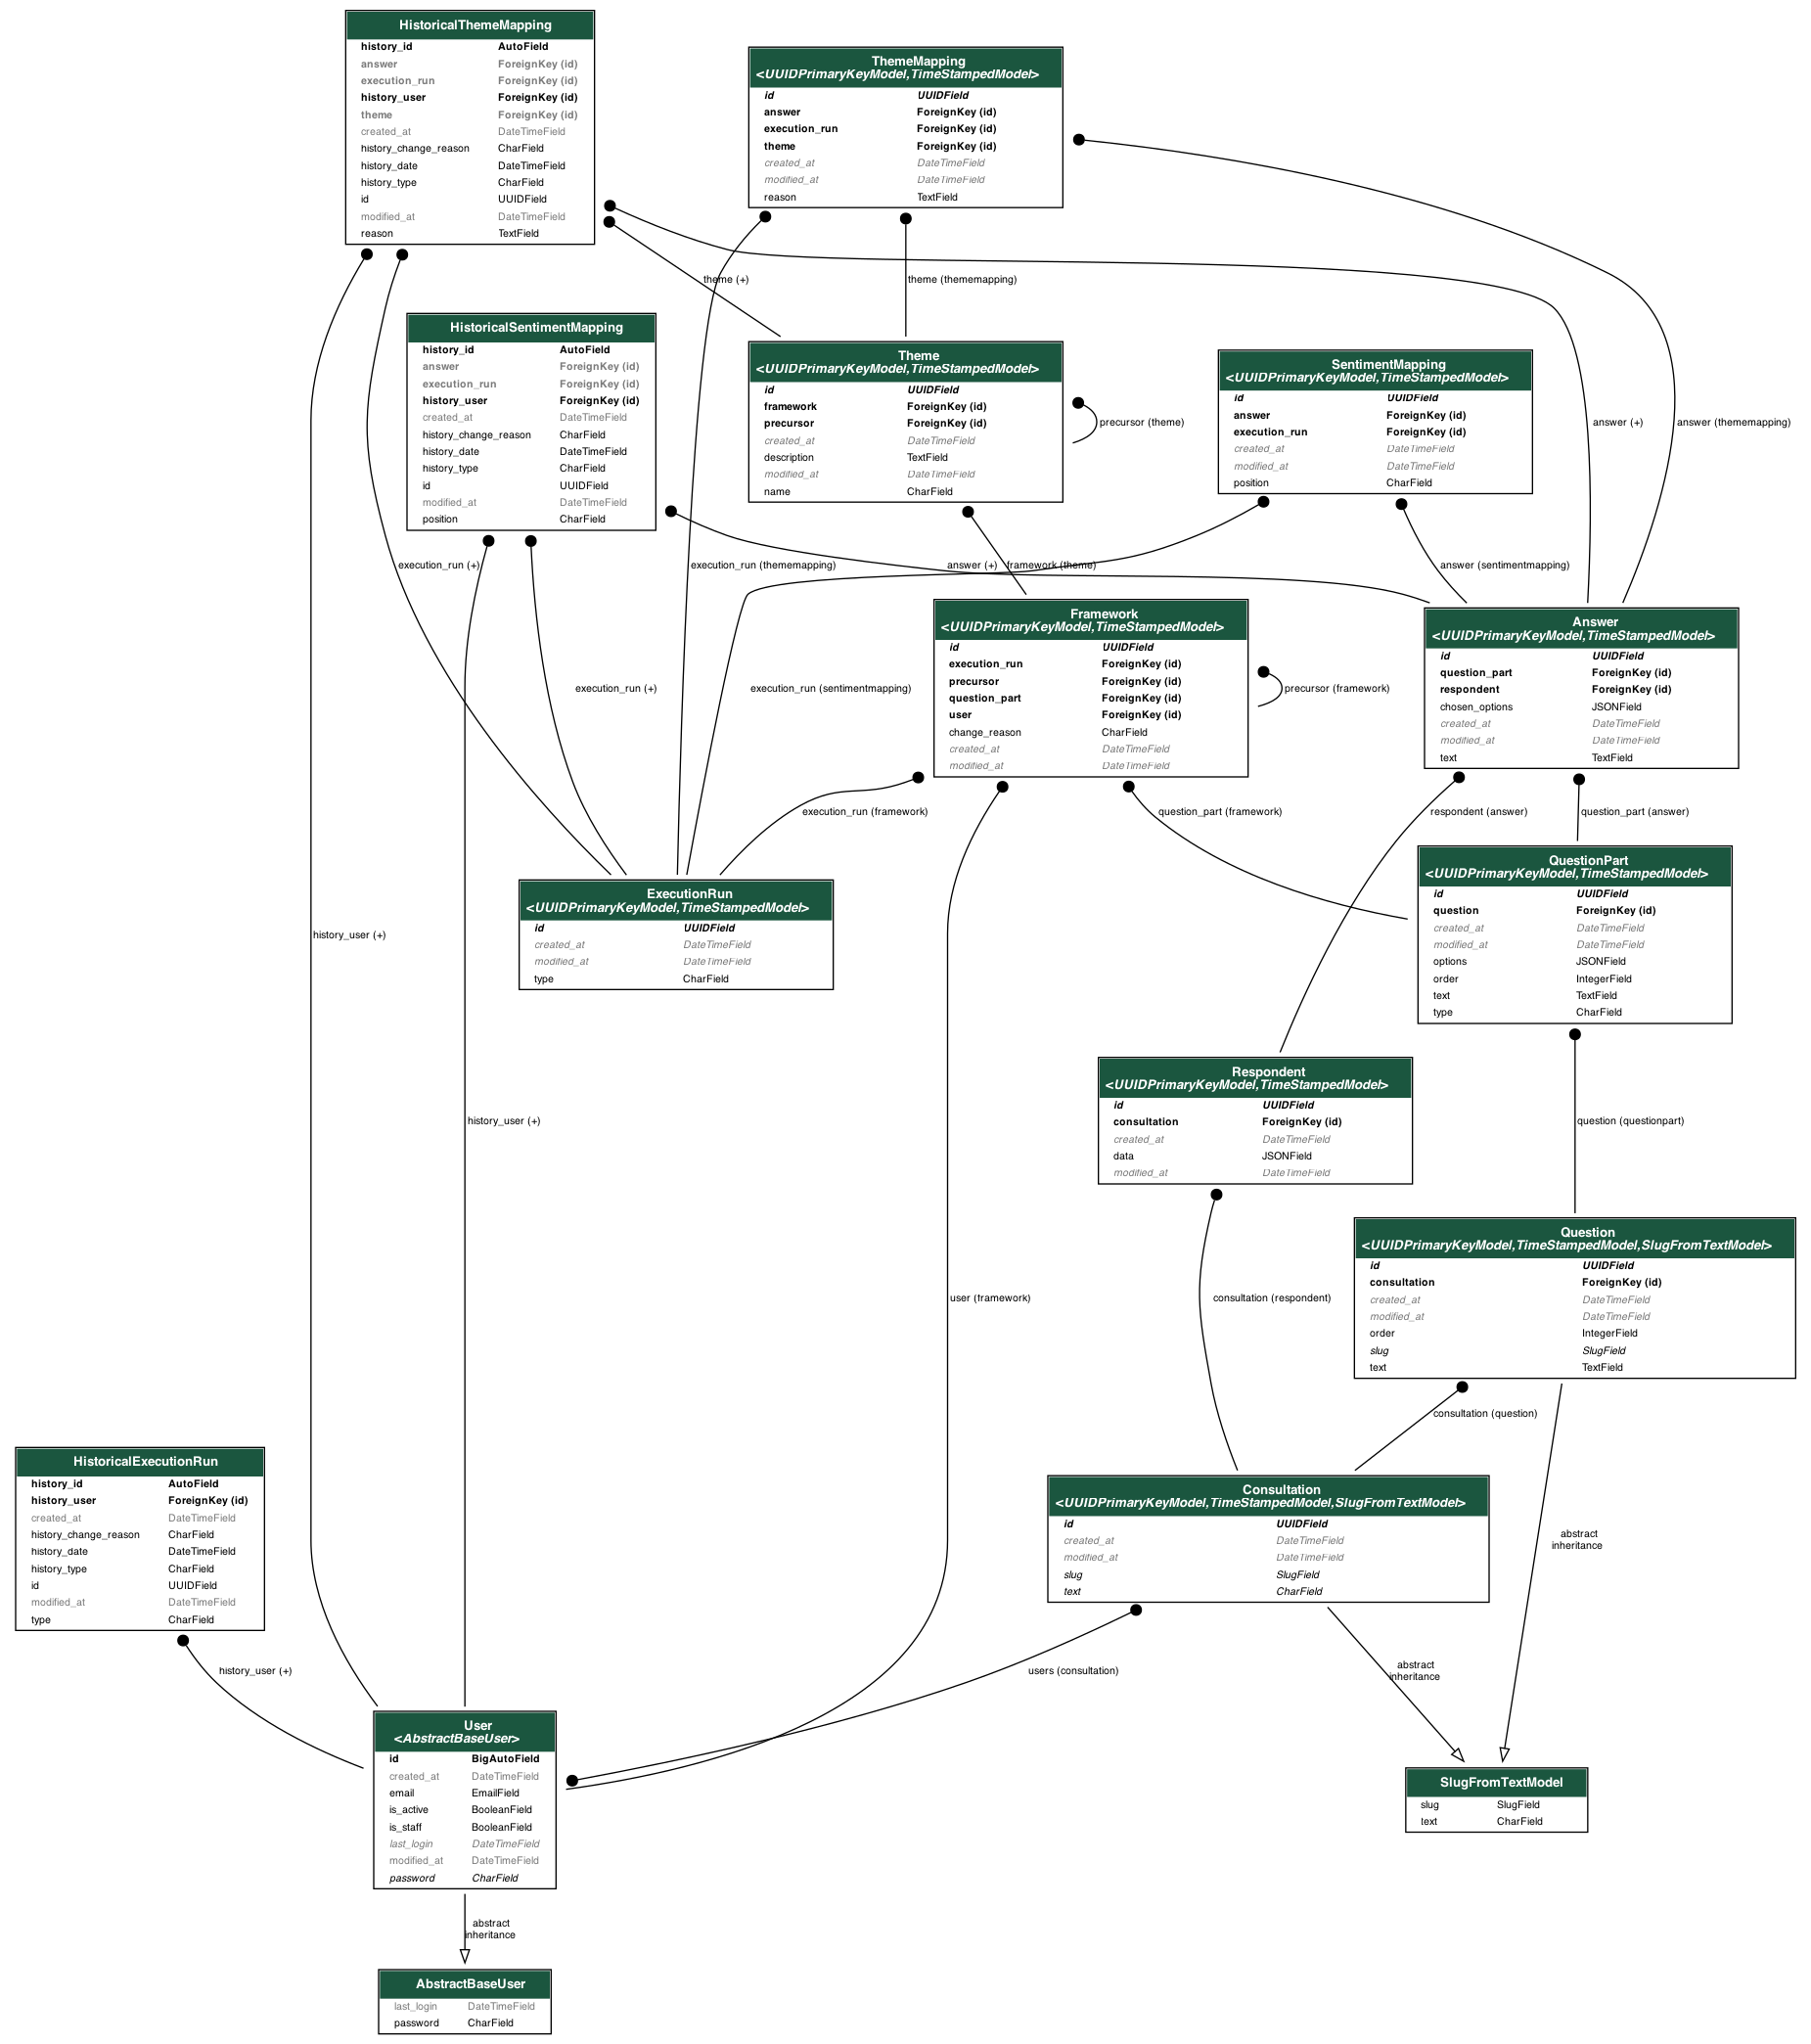 HistoricalThemeMapping
history_id AutoField
answer ForeignKey (id)
execution_run ForeignKey (id)
history_user ForeignKey (id)
theme ForeignKey (id)
created_at DateTimeField
history_change_reason CharField
history_date DateTimeField
history_type CharField
id UUIDField
modified_at DateTimeField
reason TextField
ThemeMapping
<UUIDPrimaryKeyModel,TimeStampedModel>
id UUIDField
answer ForeignKey (id)
execution_run ForeignKey (id)
theme ForeignKey (id)
created_at DateTimeField
modified_at DateTimeField
reason TextField
theme (+)
theme (thememapping)
HistoricalSentimentMapping
history_id AutoField
answer ForeignKey (id)
execution_run ForeignKey (id)
history_user ForeignKey (id)
created_at DateTimeField
history_change_reason CharField
history_date DateTimeField
history_type CharField
id UUIDField
modified_at DateTimeField
position CharField
Theme
<UUIDPrimaryKeyModel,TimeStampedModel>
id UUIDField
framework ForeignKey (id)
precursor ForeignKey (id)
created_at DateTimeField
description TextField
modified_at DateTimeField
name CharField
precursor (theme)
SentimentMapping
<UUIDPrimaryKeyModel,TimeStampedModel>
id UUIDField
answer ForeignKey (id)
execution_run ForeignKey (id)
created_at DateTimeField
modified_at DateTimeField
position CharField
answer (+)
answer (thememapping)
execution_run (+)
execution_run (thememapping)
answer (+)
framework (theme)
answer (sentimentmapping)
Framework
<UUIDPrimaryKeyModel,TimeStampedModel>
id UUIDField
execution_run ForeignKey (id)
precursor ForeignKey (id)
question_part ForeignKey (id)
user ForeignKey (id)
change_reason CharField
created_at DateTimeField
modified_at DateTimeField
precursor (framework)
Answer
<UUIDPrimaryKeyModel,TimeStampedModel>
id UUIDField
question_part ForeignKey (id)
respondent ForeignKey (id)
chosen_options JSONField
created_at DateTimeField
modified_at DateTimeField
text TextField
execution_run (+)
execution_run (sentimentmapping)
execution_run (framework)
question_part (framework)
respondent (answer)
question_part (answer)
ExecutionRun
<UUIDPrimaryKeyModel,TimeStampedModel>
id UUIDField
created_at DateTimeField
modified_at DateTimeField
type CharField
QuestionPart
<UUIDPrimaryKeyModel,TimeStampedModel>
id UUIDField
question ForeignKey (id)
created_at DateTimeField
modified_at DateTimeField
options JSONField
order IntegerField
text TextField
type CharField
history_user (+)
Respondent
<UUIDPrimaryKeyModel,TimeStampedModel>
id UUIDField
consultation ForeignKey (id)
created_at DateTimeField
data JSONField
modified_at DateTimeField
history_user (+)
question (questionpart)
Question
<UUIDPrimaryKeyModel,TimeStampedModel,SlugFromTextModel>
id UUIDField
consultation ForeignKey (id)
created_at DateTimeField
modified_at DateTimeField
order IntegerField
slug SlugField
text TextField
user (framework)
consultation (respondent)
consultation (question)
HistoricalExecutionRun
history_id AutoField
history_user ForeignKey (id)
created_at DateTimeField
history_change_reason CharField
history_date DateTimeField
history_type CharField
id UUIDField
modified_at DateTimeField
type CharField
Consultation
<UUIDPrimaryKeyModel,TimeStampedModel,SlugFromTextModel>
id UUIDField
created_at DateTimeField
modified_at DateTimeField
slug SlugField
text CharField
abstract
inheritance
history_user (+)
users (consultation)
abstract
inheritance
User
<AbstractBaseUser>
id BigAutoField
created_at DateTimeField
email EmailField
is_active BooleanField
is_staff BooleanField
last_login DateTimeField
modified_at DateTimeField
password CharField
SlugFromTextModel
slug SlugField
text CharField
abstract
inheritance
AbstractBaseUser
last_login DateTimeField
password CharField